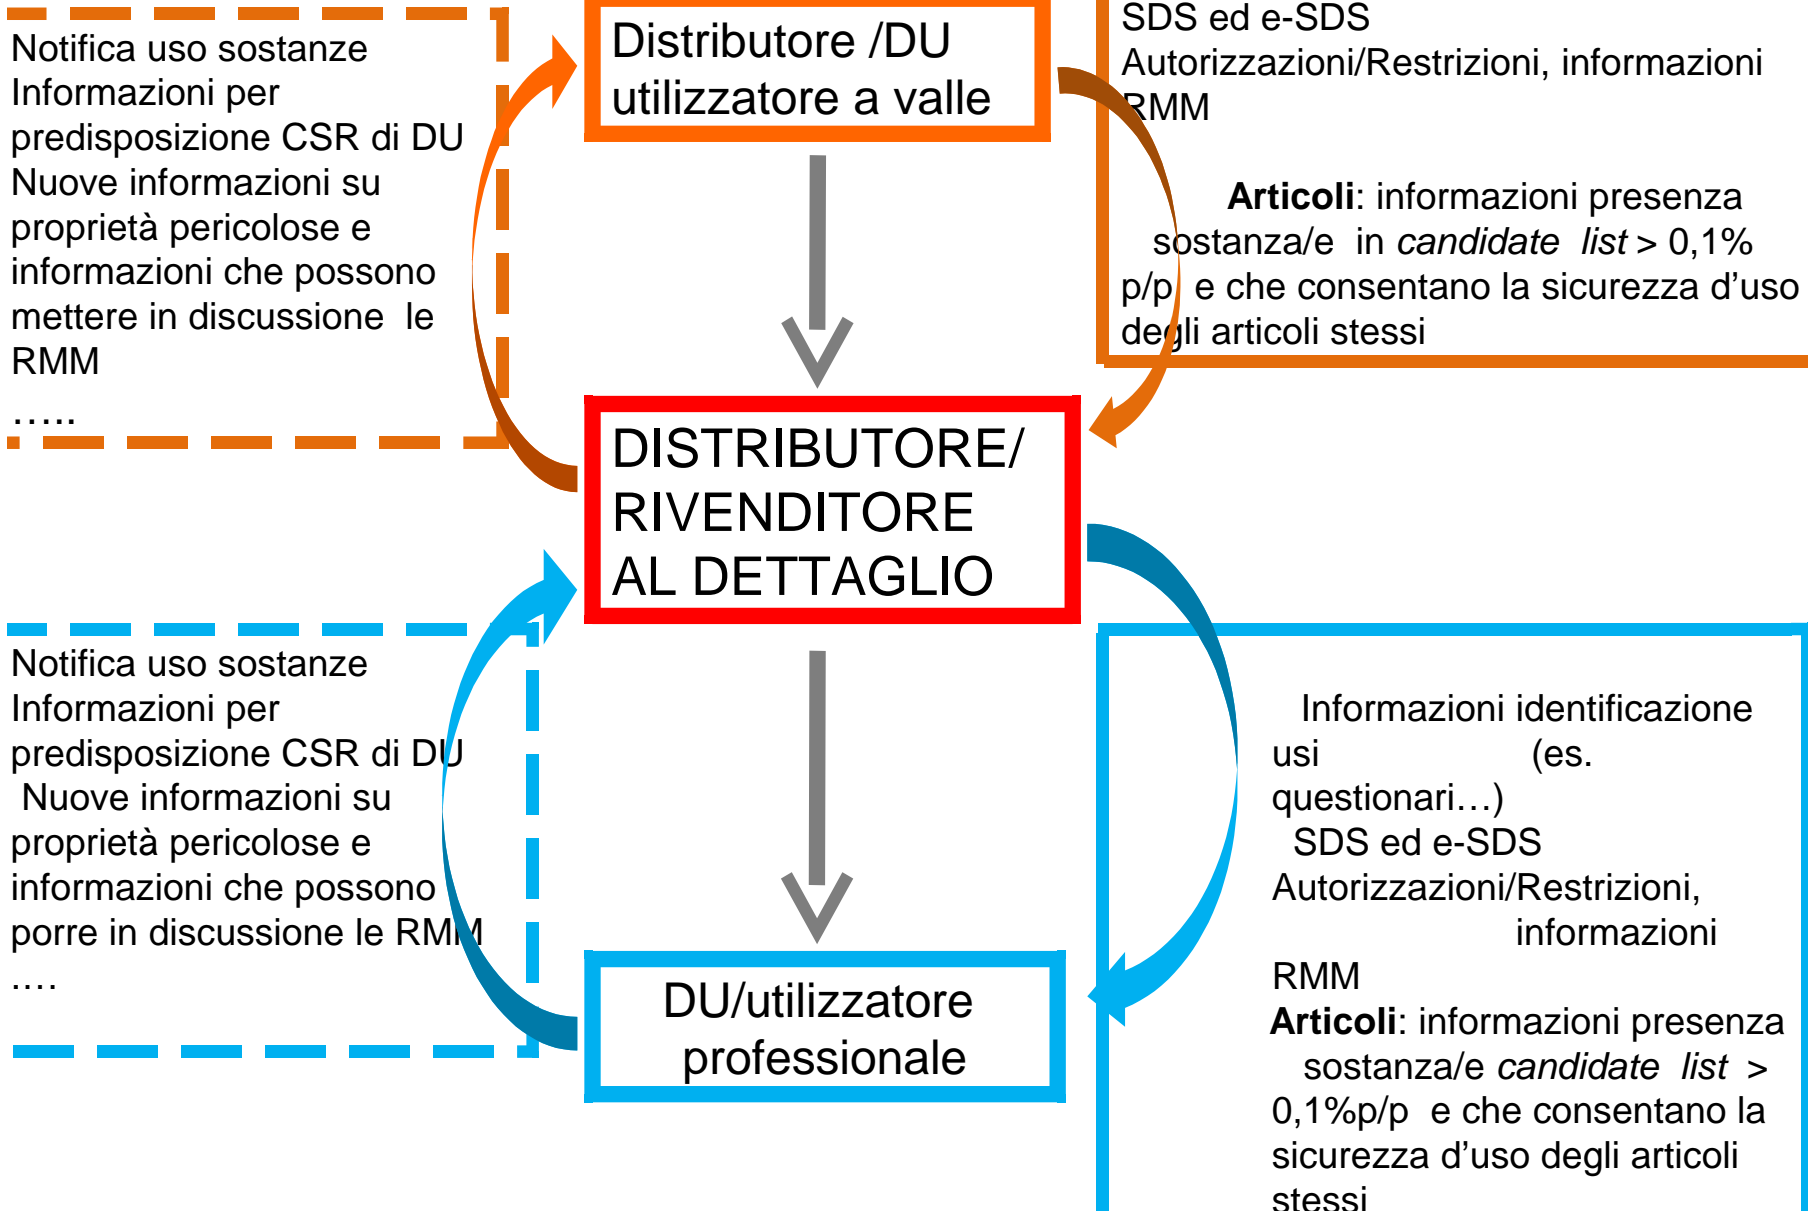 Notifica uso sostanze
Informazioni per
predisposizione CSR di DU
Nuove informazioni su
proprietà pericolose e
informazioni che possono
mettere in discussione le
RMM
…..
Distributore /DU
utilizzatore a valle
SDS ed e-SDS
Autorizzazioni/Restrizioni, informazioni
RMM
Articoli: informazioni presenza
sostanza/e in candidate list > 0,1%
p/p e che consentano la sicurezza d’uso
degli articoli stessi
DISTRIBUTORE/
RIVENDITORE
AL DETTAGLIO
Notifica uso sostanze
Informazioni per
predisposizione CSR di DU
Nuove informazioni su
proprietà pericolose e
informazioni che possono
porre in discussione le RMM
….
DU/utilizzatore
professionale
Informazioni identificazione
usi (es.
questionari…)
SDS ed e-SDS
Autorizzazioni/Restrizioni,
informazioni
RMM
Articoli: informazioni presenza
sostanza/e candidate list >
0,1%p/p e che consentano la
sicurezza d’uso degli articoli
stessi